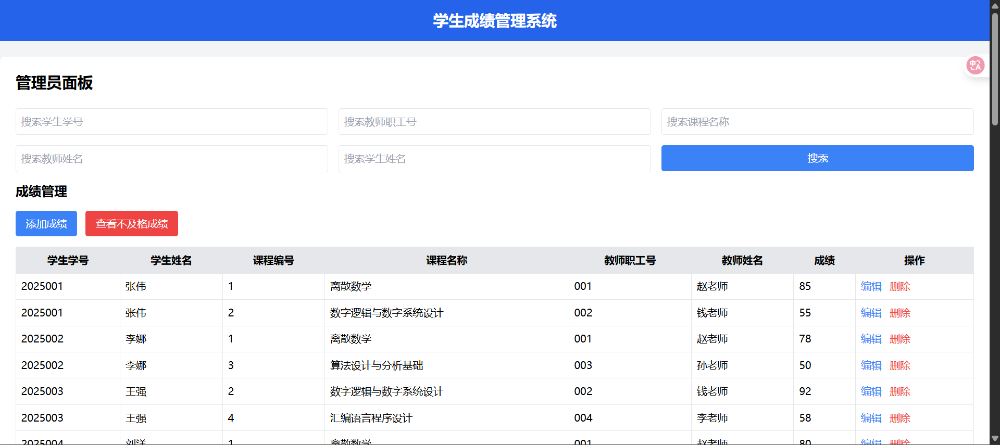 学生成绩管理系统
管理员面板
搜索学生学号 搜索教师职工号 搜索课程名称
搜索教师姓名 搜索学生姓名 搜索
成绩管理
添加成绩 查看不及格成绩
学生学号 学生姓名 课程编号 课程名称 教师职工号 教师姓名 成绩 操作
2025001 张伟 1 离散数学 001 赵老师 85 编辑 删除
2025001 张伟 2 数字逻辑与数字系统设计 002 钱老师 55 编辑 删除
2025002 李娜 1 离散数学 001 赵老师 78 编辑 删除
2025002 李娜 3 算法设计与分析基础 003 孙老师 50 编辑 删除
2025003 王强 2 数字逻辑与数字系统设计 002 钱老师 92 编辑 删除
2025003 王强 4 汇编语言程序设计 004 李老师 58 编辑 删除
2025004 刘洋 1 离散数学 001 赵老师 80 编辑 删除